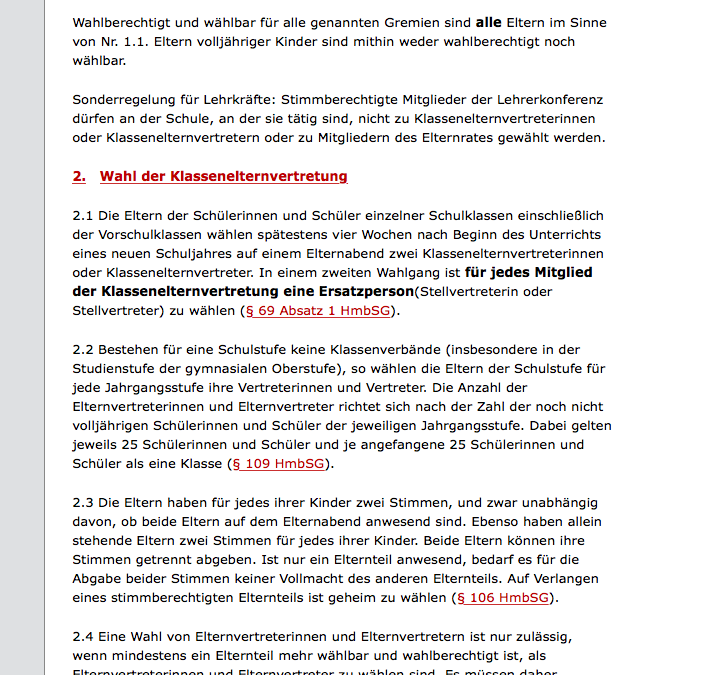 Wahlberechtigt und wählbar für alle genannten Gremien sind alle Eltern im Sinne
von Nr. 1.1. Eltern volljähriger Kinder sind mithin weder wahlberechtigt noch
wählbar.
Sonderregelung für Lehrkräfte: Stimmberechtigte Mitglieder der Lehrerkonferenz
dürfen an der Schule, an der sie tätig sind, nicht zu Klassenelternvertreterinnen
oder Klassenelternvertretern oder zu Mitgliedern des Elternrates gewählt werden.
2. Wahl der Klassenelternvertretung
2.1 Die Eltern der Schülerinnen und Schüler einzelner Schulklassen einschließlich
der Vorschulklassen wählen spätestens vier Wochen nach Beginn des Unterrichts
eines neuen Schuljahres auf einem Elternabend zwei Klassenelternvertreterinnen
oder Klassenelternvertreter. In einem zweiten Wahlgang ist für jedes Mitglied
der Klassenelternvertretung eine Ersatzperson(Stellvertreterin oder
Stellvertreter) zu wählen (§ 69 Absatz 1 HmbSG).
2.2 Bestehen für eine Schulstufe keine Klassenverbände (insbesondere in der
Studienstufe der gymnasialen Oberstufe), so wählen die Eltern der Schulstufe für
jede Jahrgangsstufe ihre Vertreterinnen und Vertreter. Die Anzahl der
Elternvertreterinnen und Elternvertreter richtet sich nach der Zahl der noch nicht
volljährigen Schülerinnen und Schüler der jeweiligen Jahrgangsstufe. Dabei gelten
jeweils 25 Schülerinnen und Schüler und je angefangene 25 Schülerinnen und
Schüler als eine Klasse (§ 109 HmbSG).
2.3 Die Eltern haben für jedes ihrer Kinder zwei Stimmen, und zwar unabhängig
davon, ob beide Eltern auf dem Elternabend anwesend sind. Ebenso haben allein
stehende Eltern zwei Stimmen für jedes ihrer Kinder. Beide Eltern können ihre
Stimmen getrennt abgeben. Ist nur ein Elternteil anwesend, bedarf es für die
Abgabe beider Stimmen keiner Vollmacht des anderen Elternteils. Auf Verlangen
eines stimmberechtigten Elternteils ist geheim zu wählen (§ 106 HmbSG).
2.4 Eine Wahl von Elternvertreterinnen und Elternvertretern ist nur zulässig,
wenn mindestens ein Elternteil mehr wählbar und wahlberechtigt ist, als
Elternvertreterinnen und Elternvertreter zu wählen sind. Es müssen daher